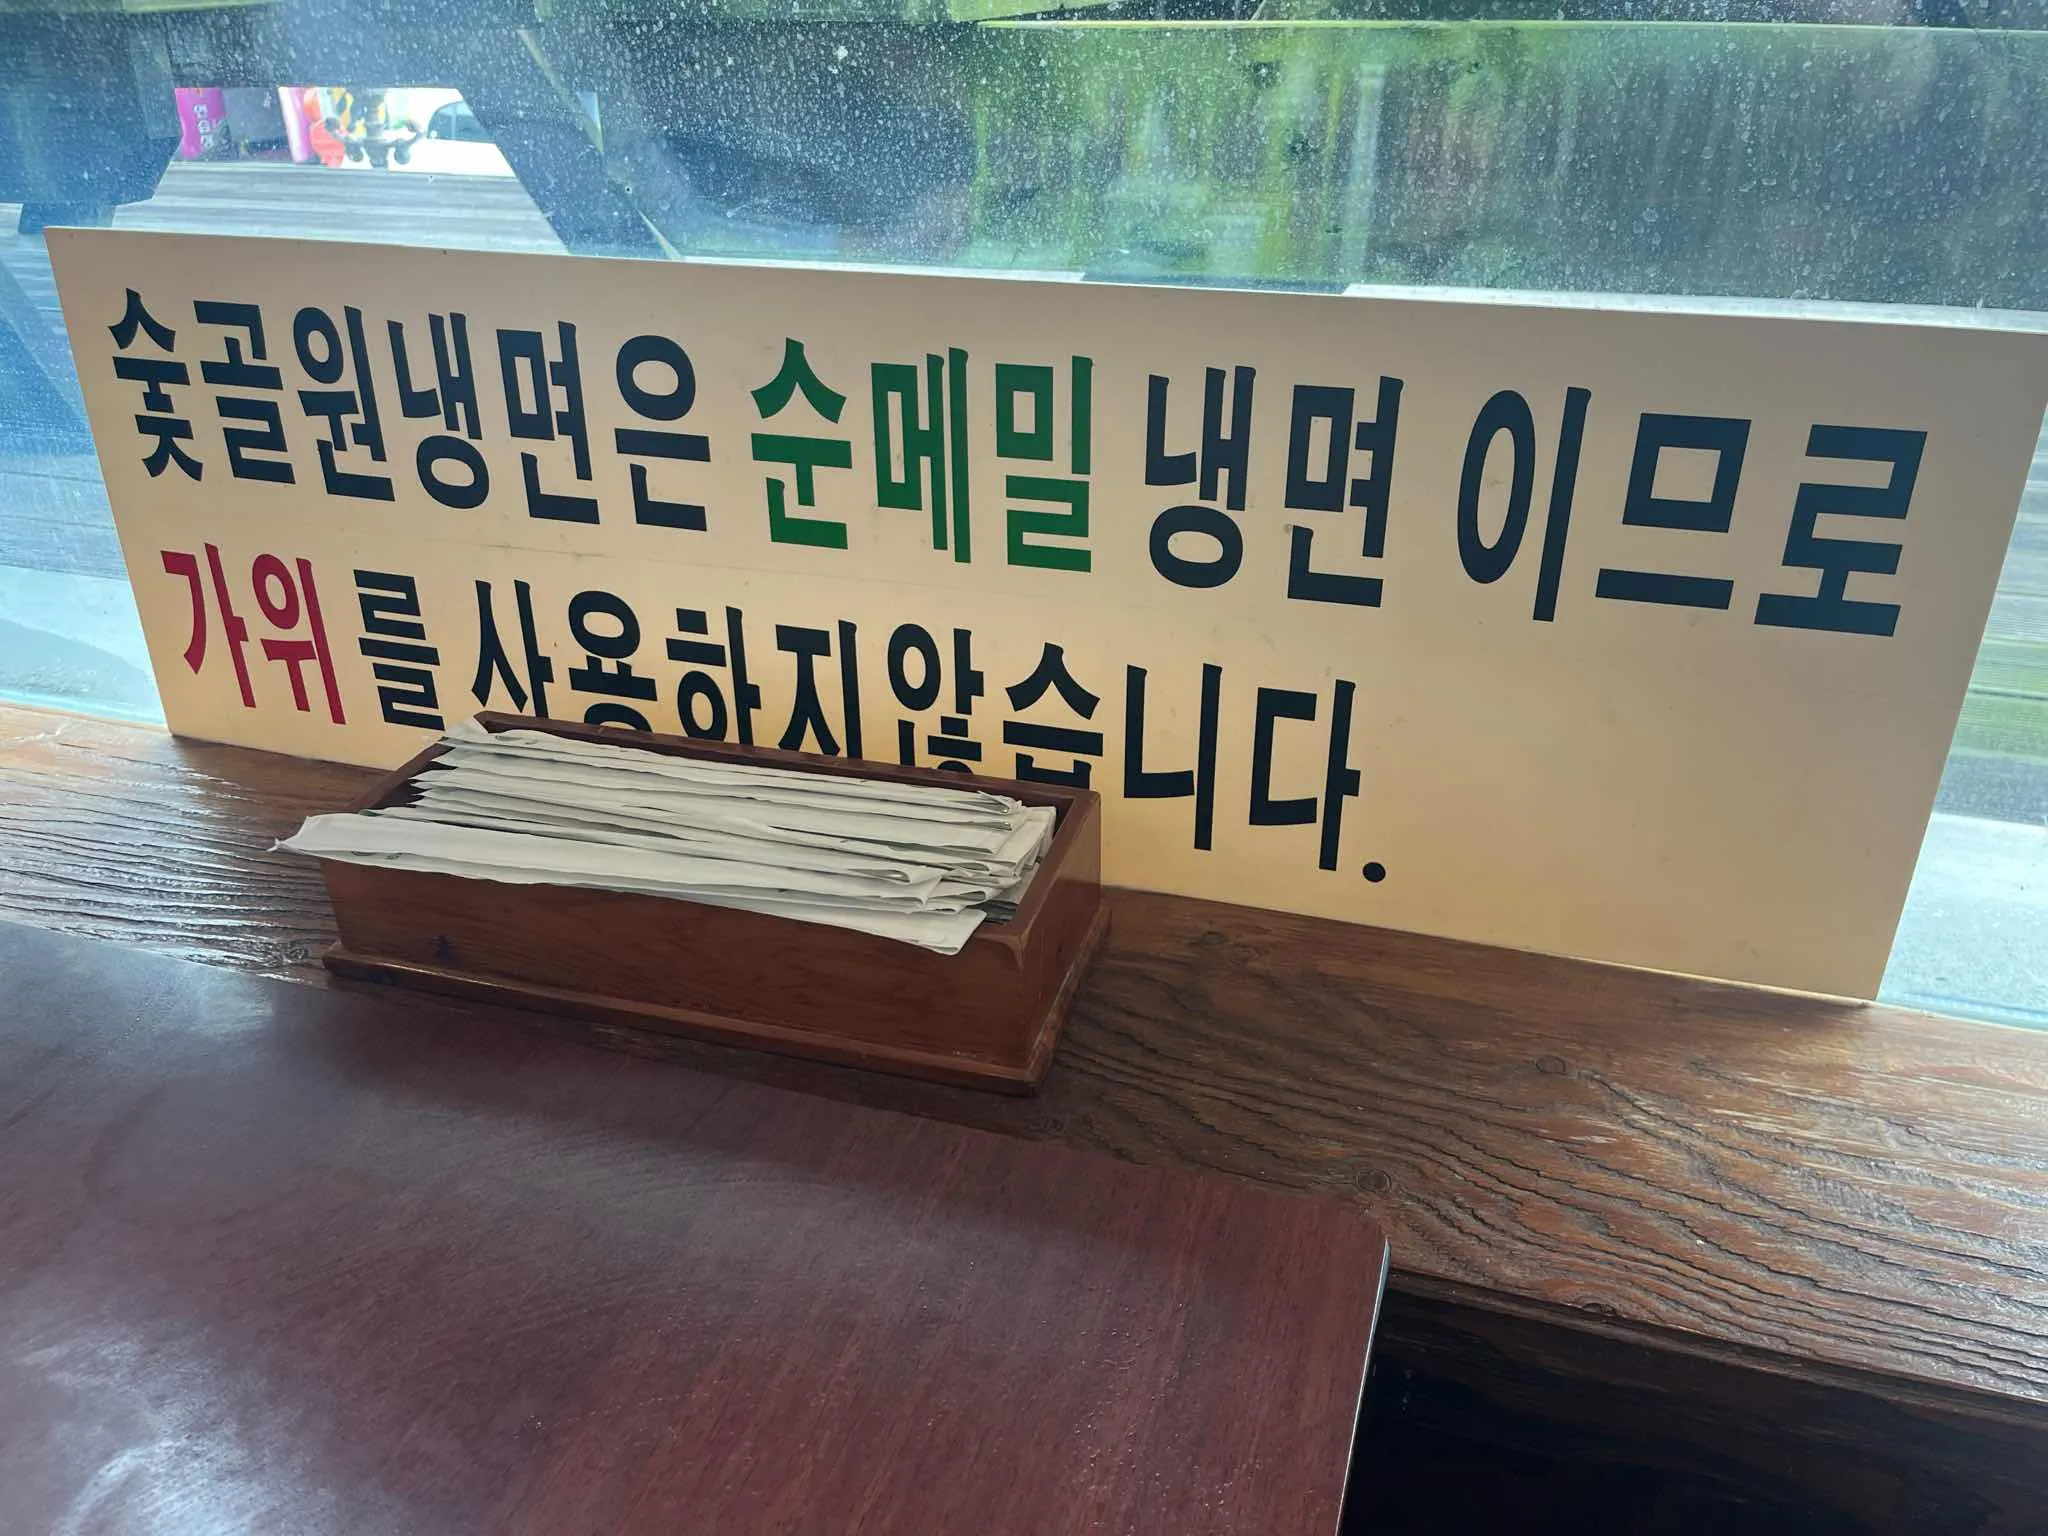 숯골원냉면은 순메밀 냉면 이므로
가위를 사용하지않습니다.